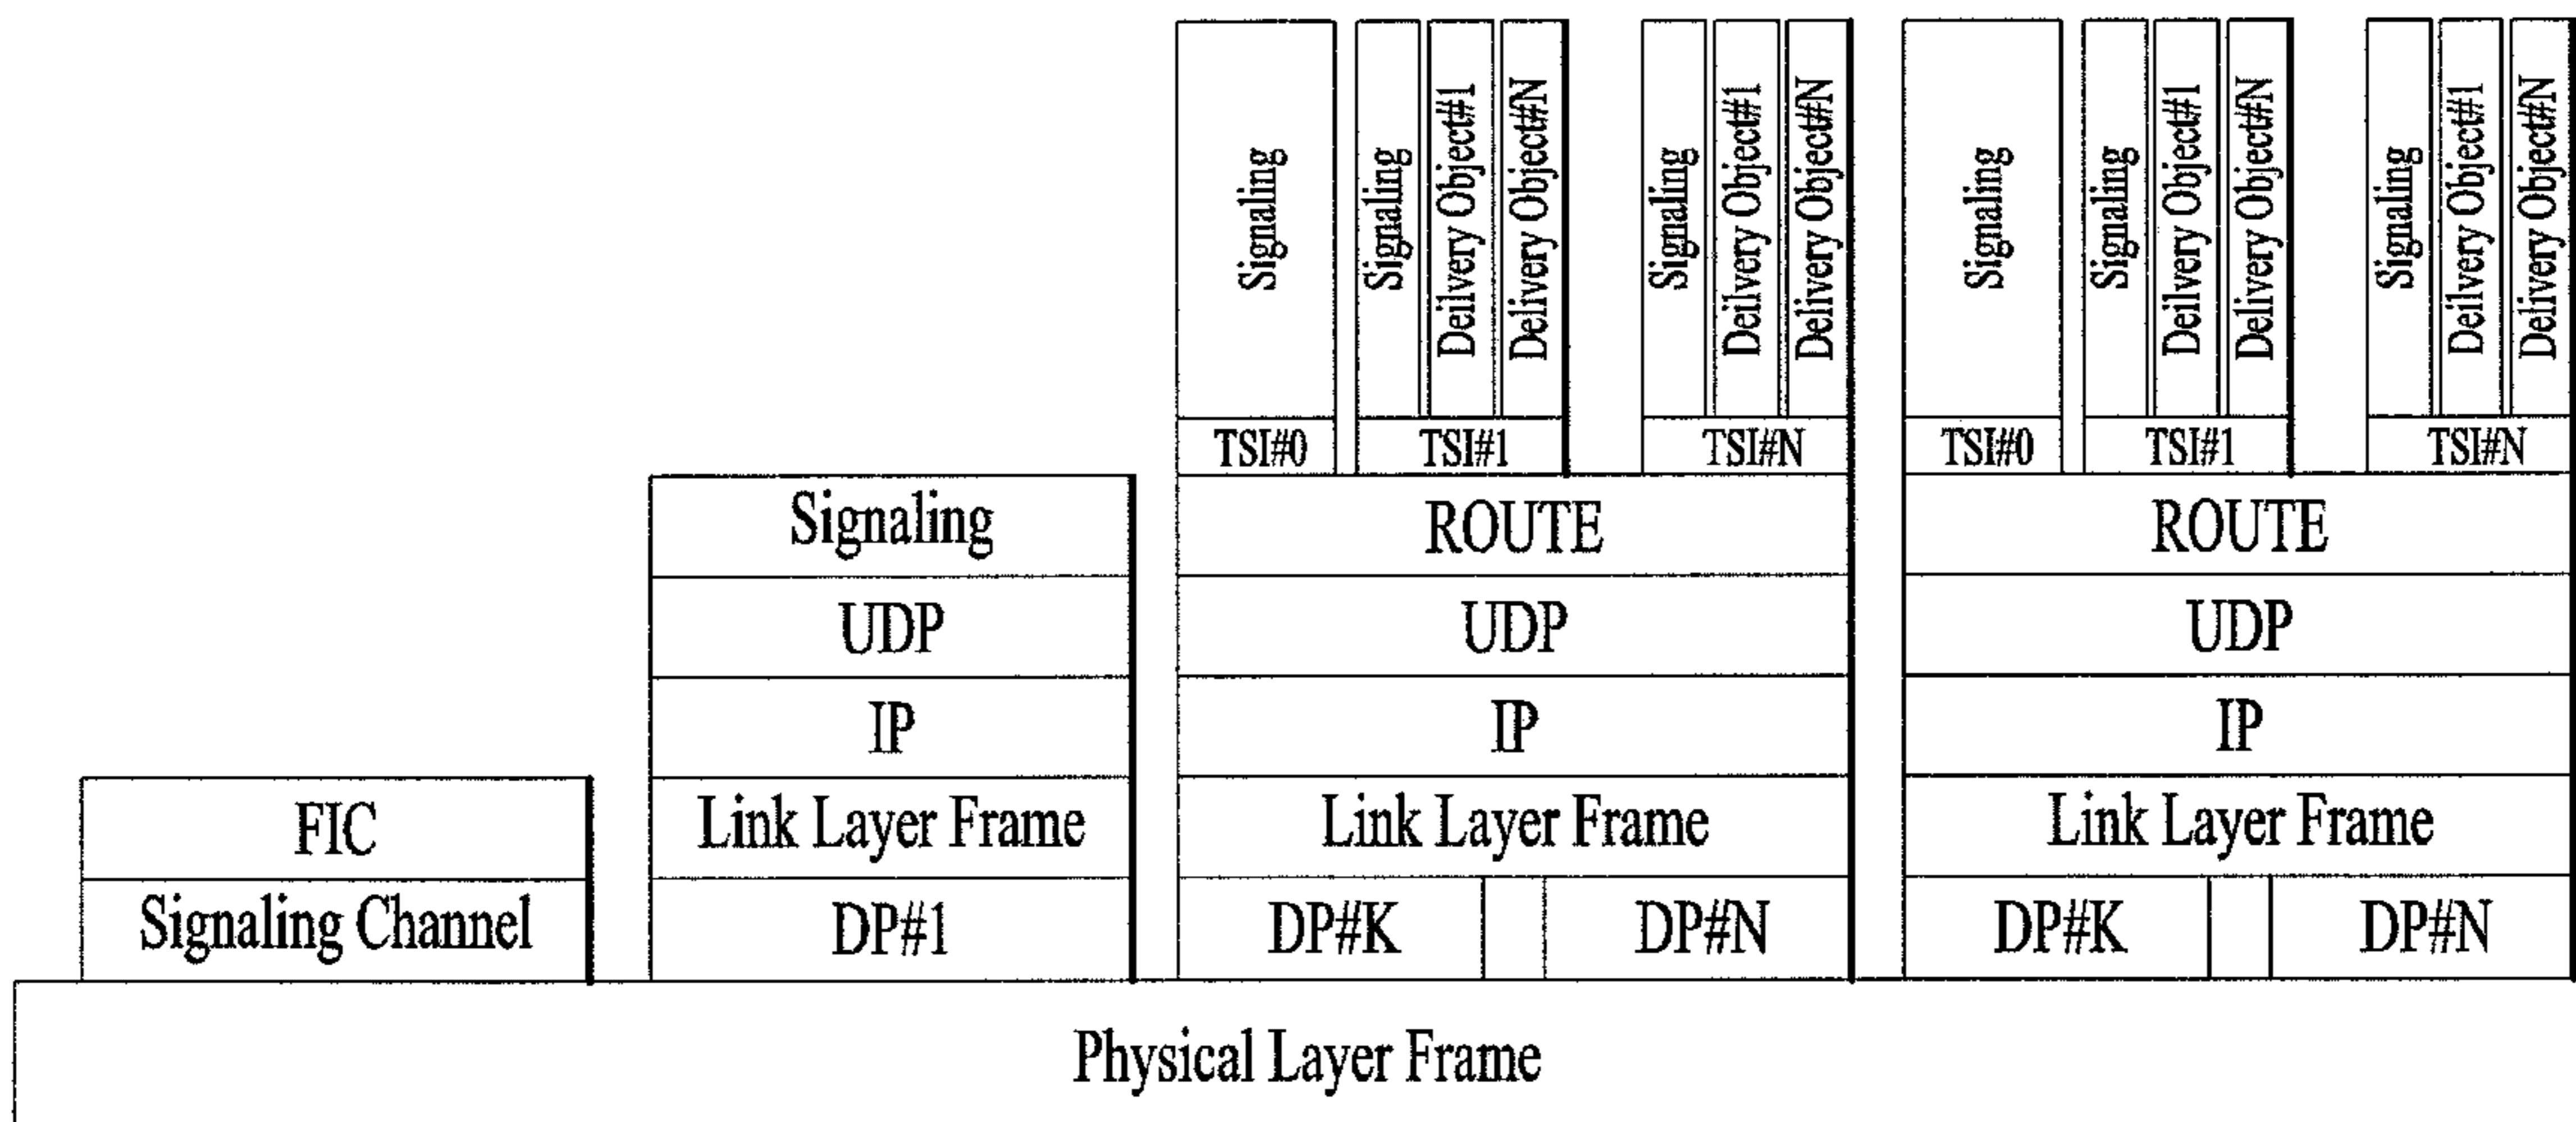 Signaling
Signaling
Deilvery Object#1
Delivery Object#N
Signaling
Deilvery Object#1
Delivery Object#N
Signaling
Signaling
Deilvery Object#1
Delivery Object#N
Signaling
Deilvery Object#1
Delivery Object#N
TSI#0
TSI#1
TSI#N
TSI#0
TSI#1
TSI#N
Signaling
ROUTE
ROUTE
UDP
UDP
UDP
IP
IP
IP
FIC
Link Layer Frame
Link Layer Frame
Link Layer Frame
Signaling Channel
DP#1
DP#K
DP#N
DP#K
DP#N
Physical Layer Frame